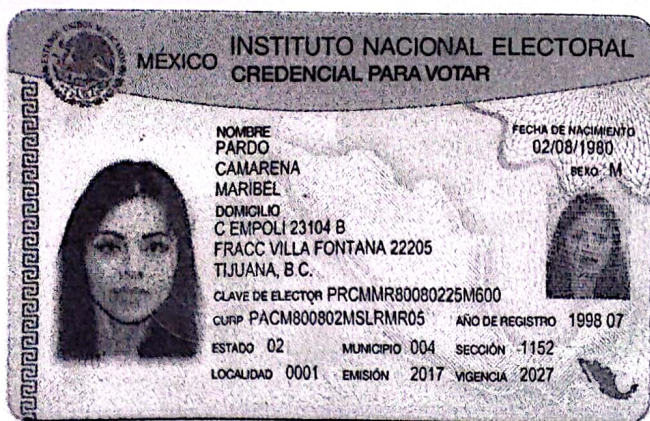 MÉXICO INSTITUTO NACIONAL ELECTORAL
CREDENCIAL PARA VOTAR
NOMBRE
PARDO
CAMARENA
MARIBEL
FECHA DE NACIMIENTO
02/08/1980
SEXO M
DOMICILIO
C EMPOLI 23104 B
FRACC VILLA FONTANA 22205
TIJUANA, B.C.
CLAVE DE ELECTOR PRCMMR80080225M600
CURP PACM800802MSLRMR05 AÑO DE REGISTRO 1998 07
ESTADO 02 MUNICIPIO 004 SECCIÓN 1152
LOCALIDAD 0001 EMISIÓN 2017 VIGENCIA 2027